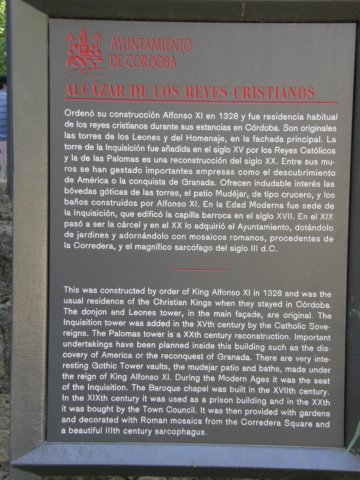 AYUNTAMIENTO
DE CORDOBA
ALCÁZAR DE LOS REYES CRISTIANOS
Ordenó su construcción Alfonso XI en 1328 y fue residencia habitual
de los reyes cristianos durante sus estancias en Córdoba. Son originales
las torres de los Leones y del Homenaje, en la fachada principal. La
torre de la Inquisición fue añadida en el siglo XV por los Reyes Católicos
y la de las Palomas es una reconstrucción del siglo XX. Entre sus mu-
ros se han gestado importantes empresas como el descubrimiento
de América o la conquista de Granada. Ofrecen indudable interés las
bóvedas góticas de las torres, el patio Mudéjar, de tipo crucero, y los
baños construidos por Alfonso XI. En la Edad Moderna fue sede de
la Inquisición, que edificó la capilla barroca en el siglo XVII. En el XIX
pasó a ser la cárcel y en el XX lo adquirió el Ayuntamiento, dotándolo
de jardines y adornándolo con mosaicos romanos, procedentes de
la Corredera, y el magnífico sarcófago del siglo III d.C.
This was constructed by order of King Alfonso XI in 1328 and was the
usual residence of the Christian Kings when they stayed in Córdoba.
The donjon and Leones tower, in the main façade, are original. The
Inquisition tower was added in the XVth century by the Catholic Sove-
reigns. The Palomas tower is a XXth century reconstruction. Important
undertakings have been planned inside this building such as the dis-
covery of America or the reconquest of Granada. There are very inte-
resting Gothic Tower vaults, the mudejar patio and baths, made under
the reign of King Alfonso XI. During the Modern Ages it was the seat
of the Inquisition. The Baroque chapel was built in the XVIIth century.
In the XIXth century it was used as a prison building and in the XXth
it was bought by the Town Council. It was then provided with gardens
and decorated with Roman mosaics from the Corredera Square and
a beautiful IIIth century sarcophagus.